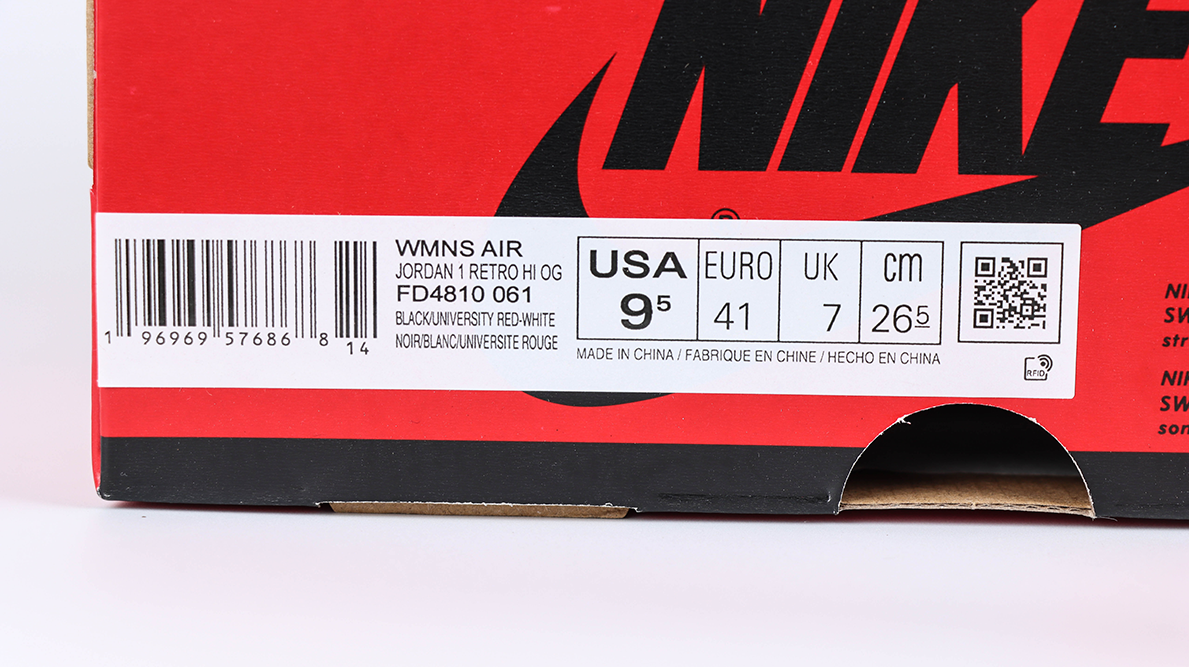 NIKE
®
WMNS AIR
JORDAN 1 RETRO HI OG
FD4810 061
BLACK/UNIVERSITY RED-WHITE
NOIR/BLANC/UNIVERSITE ROUGE
1 96969 57686 8 14
USA EURO UK cm
9⁵ 41 7 26⁵
MADE IN CHINA / FABRIQUE EN CHINE / HECHO EN CHINA
RFID